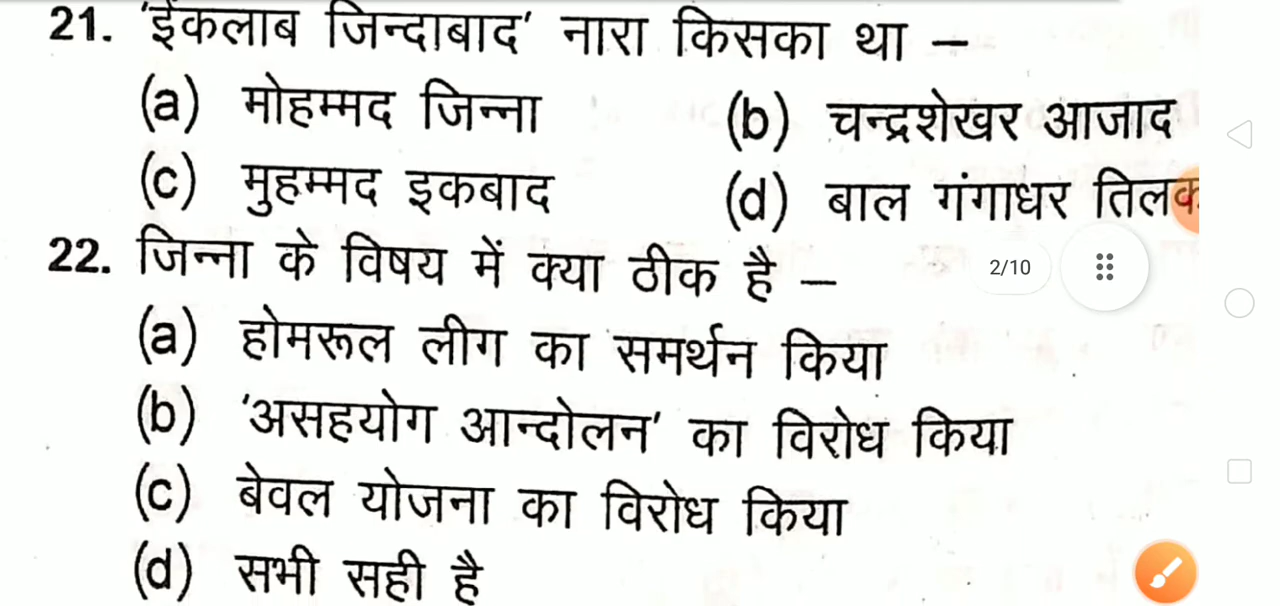 21. 'इंकलाब जिन्दाबाद' नारा किसका था –
(a) मोहम्मद जिन्ना (b) चन्द्रशेखर आजाद
(c) मुहम्मद इकबाद (d) बाल गंगाधर तिलक
22. जिन्ना के विषय में क्या ठीक है –
2/10
(a) होमरूल लीग का समर्थन किया
(b) 'असहयोग आन्दोलन' का विरोध किया
(c) बेवल योजना का विरोध किया
(d) सभी सही है